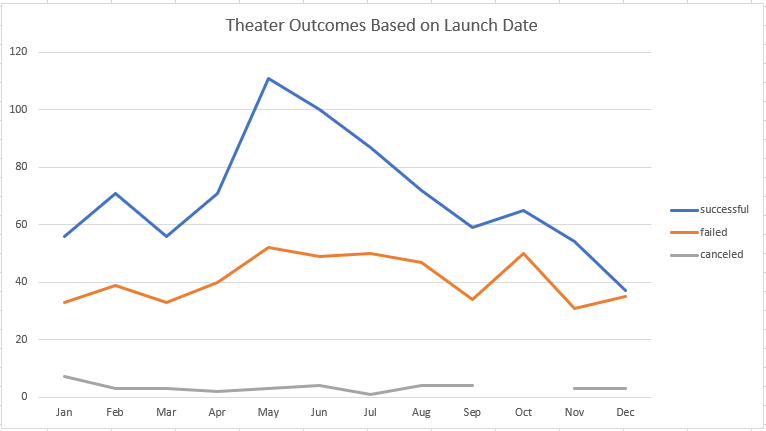 Theater Outcomes Based on Launch Date
120
100
80
60
40
20
0
Jan Feb Mar Apr May Jun Jul Aug Sep Oct Nov Dec
successful
failed
canceled